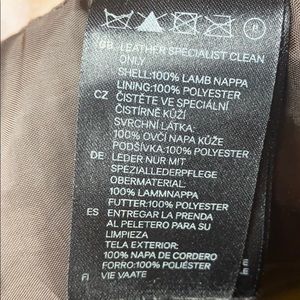 GB LEATHER SPECIALIST CLEAN
ONLY
SHELL:100% LAMB NAPPA
LINING:100% POLYESTER
CZ ČISTĚTE VE SPECIÁLNÍ
ČISTÍRNĚ KŮŽÍ
SVRCHNÍ LÁTKA:
100% OVČÍ NAPA KŮŽE
PODŠÍVKA:100% POLYESTER
DE LEDER NUR MIT
SPEZIALLEDERPFLEGE
OBERMATERIAL:
100% LAMMNAPPA
FUTTER:100% POLYESTER
ES ENTREGAR LA PRENDA
AL PELETERO PARA SU
LIMPIEZA
TELA EXTERIOR:
100% NAPA DE CORDERO
FORRO:100% POLIÉSTER
FI VIE VAATE